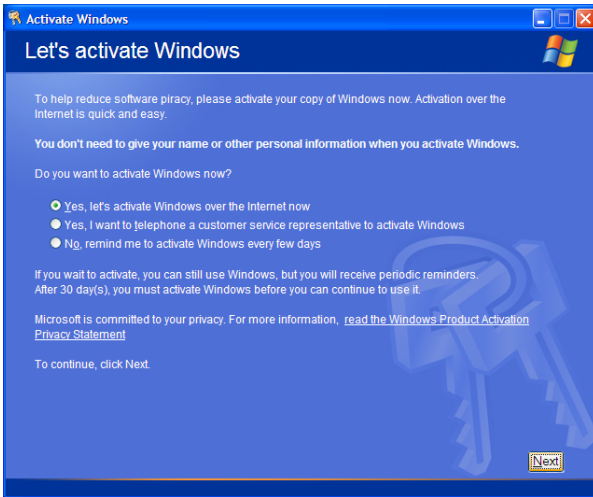 Activate Windows
Let's activate Windows
To help reduce software piracy, please activate your copy of Windows now. Activation over the
Internet is quick and easy.
You don't need to give your name or other personal information when you activate Windows.
Do you want to activate Windows now?
Yes, let's activate Windows over the Internet now
Yes, I want to telephone a customer service representative to activate Windows
No, remind me to activate Windows every few days
If you wait to activate, you can still use Windows, but you will receive periodic reminders.
After 30 day(s), you must activate Windows before you can continue to use it.
Microsoft is committed to your privacy. For more information, read the Windows Product Activation
Privacy Statement
To continue, click Next.
Next